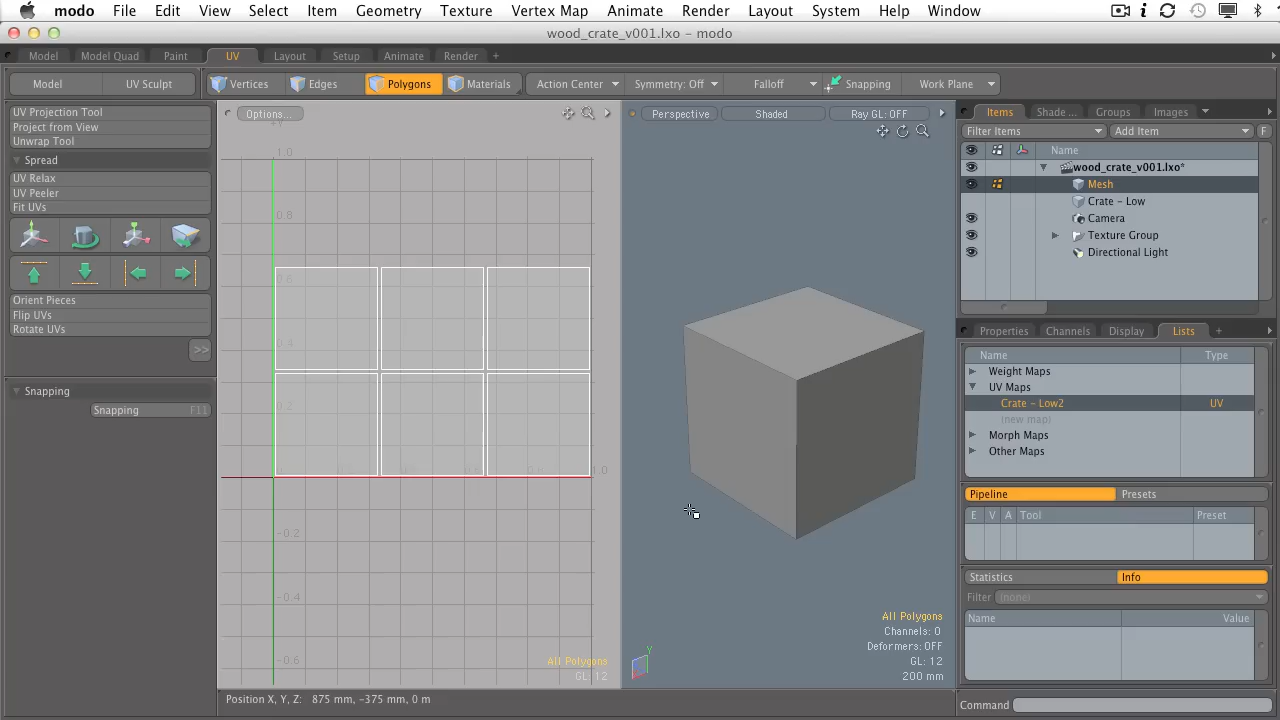 modo File Edit View Select Item Geometry Texture Vertex Map Animate Render Layout System Help Window
wood_crate_v001.lxo - modo
Model Model Quad Paint UV Layout Setup Animate Render +
Model UV Sculpt Vertices Edges Polygons Materials Action Center Symmetry: Off Falloff Snapping Work Plane
UV Projection Tool
Project from View
Unwrap Tool
Spread
UV Relax
UV Peeler
Fit UVs
Orient Pieces
Flip UVs
Rotate UVs
>>
Snapping
Snapping F11
Options...
1.0
0.8
0.6
0.4
0.2
1.0
-0.2
-0.4
-0.6
All Polygons
GL: 12
Perspective Shaded Ray GL: OFF
Y
All Polygons
Channels: 0
Deformers: OFF
GL: 12
200 mm
Position X, Y, Z: 875 mm, -375 mm, 0 m
Items Shade ... Groups Images
Filter Items Add Item F
Name
wood_crate_v001.lxo*
Mesh
Crate - Low
Camera
Texture Group
Directional Light
Properties Channels Display Lists +
Name Type
Weight Maps
UV Maps
Crate - Low2 UV
(new map)
Morph Maps
Other Maps
Pipeline Presets
E V A Tool Preset
Statistics Info
Filter (none)
Name Value
Command